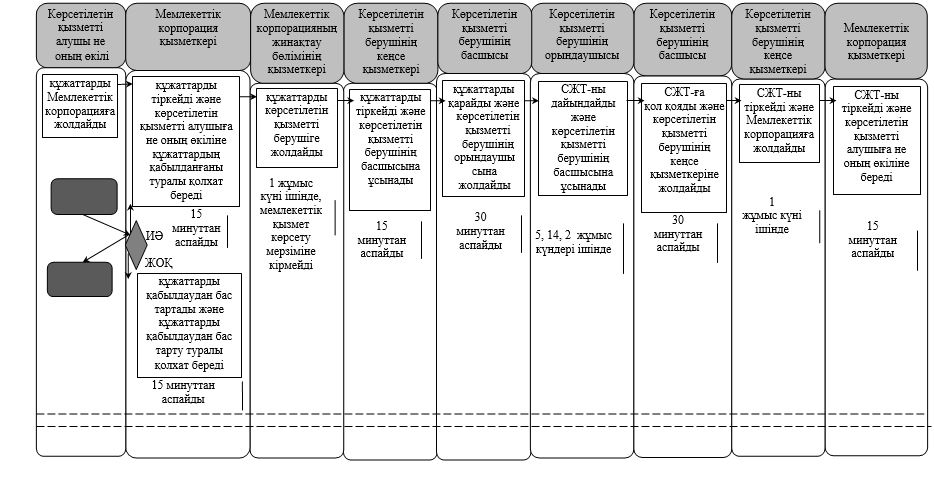 Көрсетілетін
қызметті
алушы не
оның өкілі
Мемлекеттік
корпорация
қызметкері
Мемлекеттік
корпорацияның
жинақтау
бөлімінің
қызметкері
Көрсетілетін
қызметті
берушінің
кеңсе
қызметкері
Көрсетілетін
қызметті
берушінің
басшысы
Көрсетілетін
қызметті
берушінің
орындаушысы
Көрсетілетін
қызметті
берушінің
басшысы
Көрсетілетін
қызметті
берушінің
кеңсе
қызметкері
Мемлекеттік
корпорация
қызметкері
құжаттарды
Мемлекеттік
корпорацияға
жолдайды
құжаттарды
тіркейді және
көрсетілетін
қызметті алушыға
не оның өкіліне
құжаттардың
қабылданғаны
туралы қолхат
береді
15
минуттан
аспайды
ИӘ
ЖОҚ
құжаттарды
қабылдаудан бас
тартады және
құжаттарды
қабылдаудан бас
тарту туралы
қолхат береді
15 минуттан
аспайды
құжаттарды
көрсетілетін
қызметті
берушіге
жолдайды
1 жұмыс
күні ішінде,
мемлекеттік
қызмет
көрсету
мерзіміне
кірмейді
құжаттарды
тіркейді және
көрсетілетін
қызметті
берушінің
басшысына
ұсынады
15
минуттан
аспайды
құжаттарды
қарайды және
көрсетілетін
қызметті
берушінің
орындаушы
сына
жолдайды
30
минуттан
аспайды
СЖТ-ны
дайындайды
және
көрсетілетін
қызметті
берушінің
басшысына
ұсынады
5, 14, 2 жұмыс
күндері ішінде
СЖТ-ға
қол қояды және
көрсетілетін
қызметті
берушінің
кеңсе
қызметкеріне
жолдайды
30
минуттан
аспайды
СЖТ-ны
тіркейді және
Мемлекеттік
корпорацияға
жолдайды
1
жұмыс күні
ішінде
СЖТ-ны
тіркейді және
көрсетілетін
қызметті
алушыға не
оның өкіліне
береді
15
минуттан
аспайды